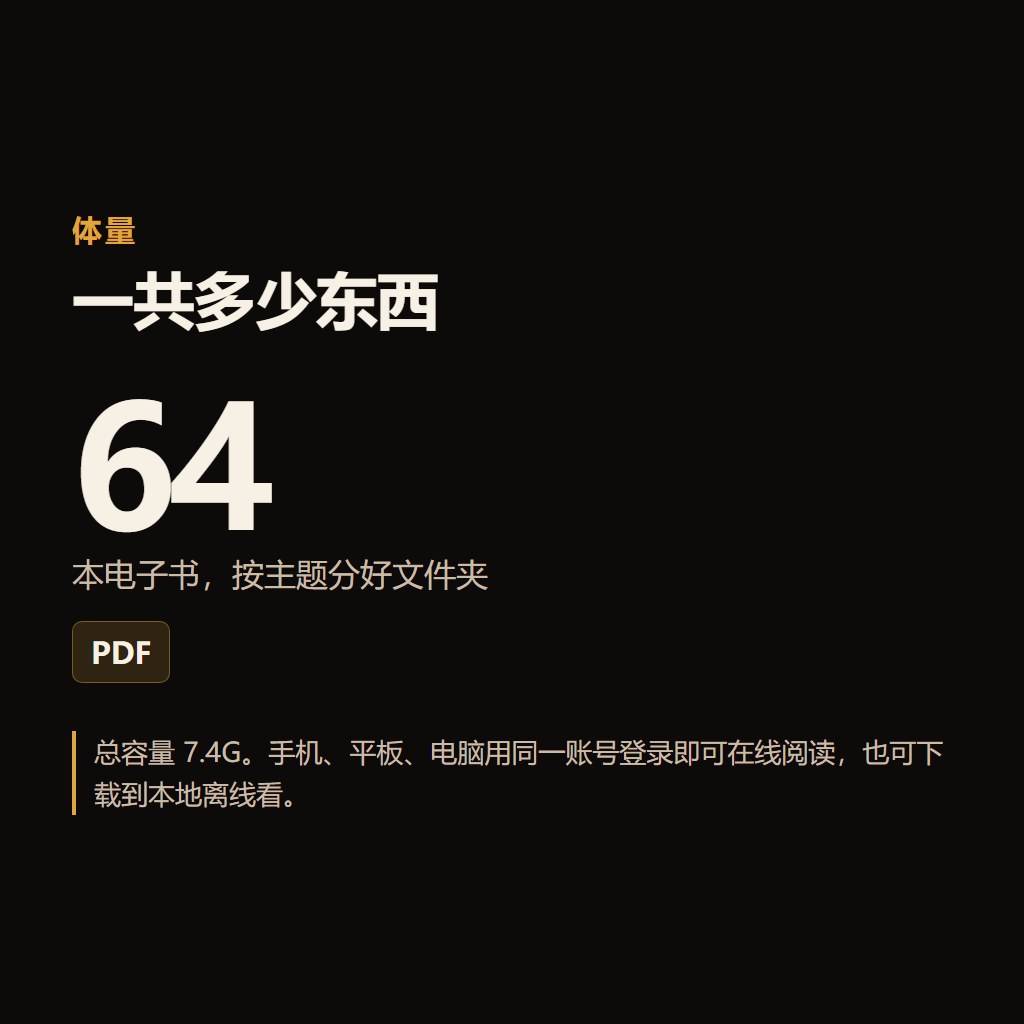 体量
一共多少东西
64
本电子书，按主题分好文件夹
PDF
总容量 7.4G。手机、平板、电脑用同一账号登录即可在线阅读，也可下
载到本地离线看。